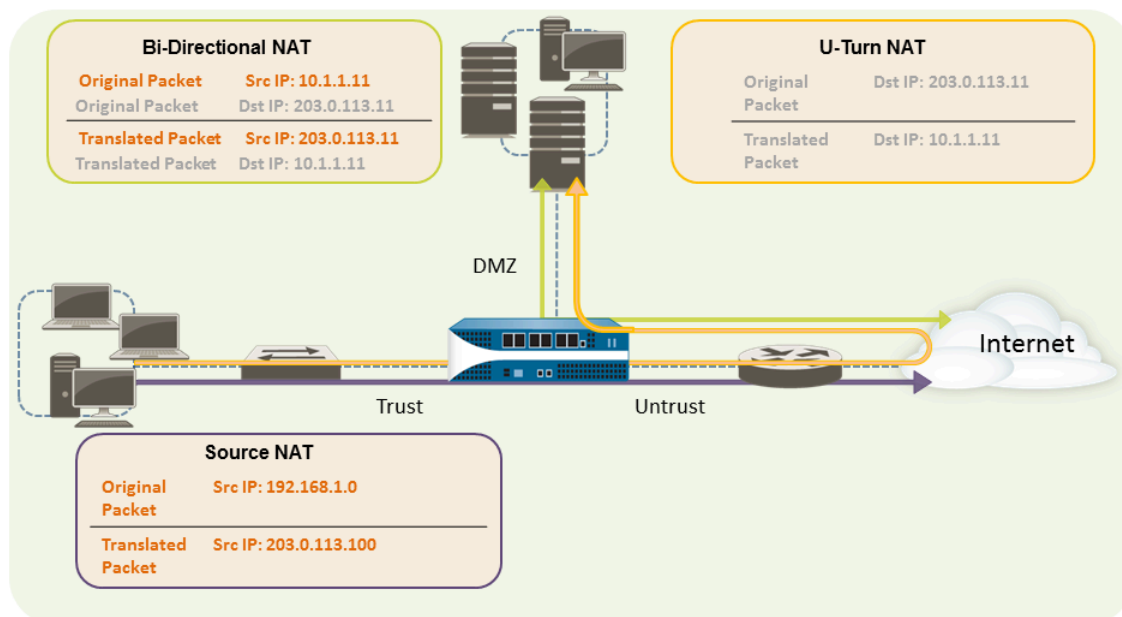 Bi-Directional NAT
Original Packet Src IP: 10.1.1.11
Original Packet Dst IP: 203.0.113.11
Translated Packet Src IP: 203.0.113.11
Translated Packet Dst IP: 10.1.1.11
U-Turn NAT
Original Dst IP: 203.0.113.11
Packet
Translated Dst IP: 10.1.1.11
Packet
DMZ
Internet
Trust
Untrust
Source NAT
Original Src IP: 192.168.1.0
Packet
Translated Src IP: 203.0.113.100
Packet